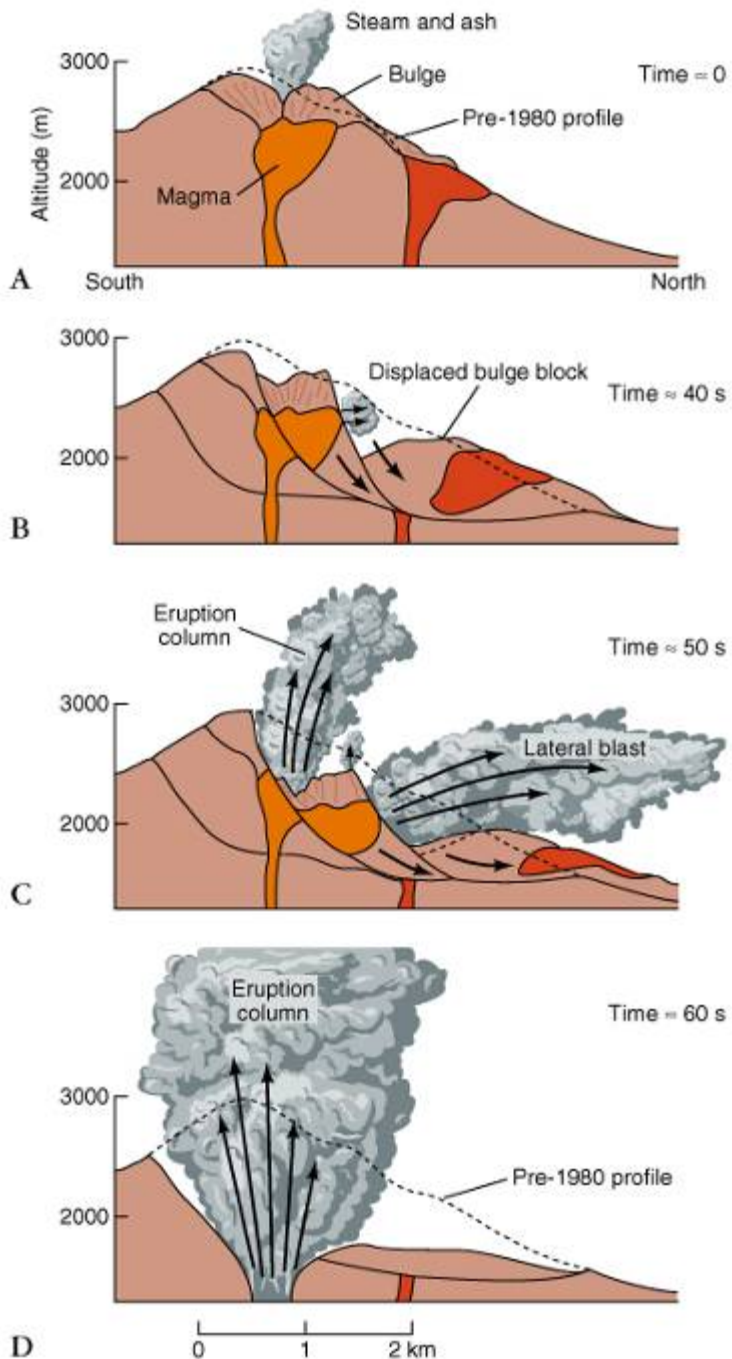 Steam and ash
3000
Bulge
Time = 0
Pre-1980 profile
Altitude (m)
2000
Magma
A
South
North
3000
Displaced bulge block
Time ≈ 40 s
2000
B
Eruption
column
Time ≈ 50 s
3000
Lateral blast
2000
C
Eruption
column
Time ≈ 60 s
3000
Pre-1980 profile
2000
D
0
1
2 km